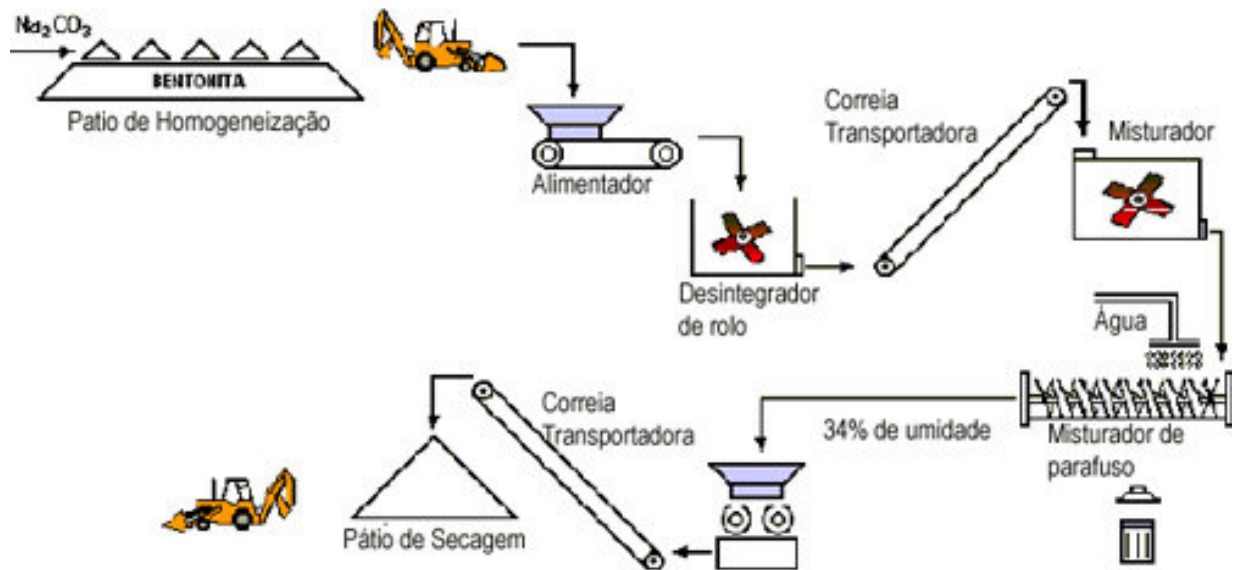 Na₂CO₃
BENTONITA
Patio de Homogeneização
Alimentador
Desintegrador
de rolo
Correia
Transportadora
Misturador
Água
Misturador de
parafuso
34% de umidade
Correia
Transportadora
Pátio de Secagem